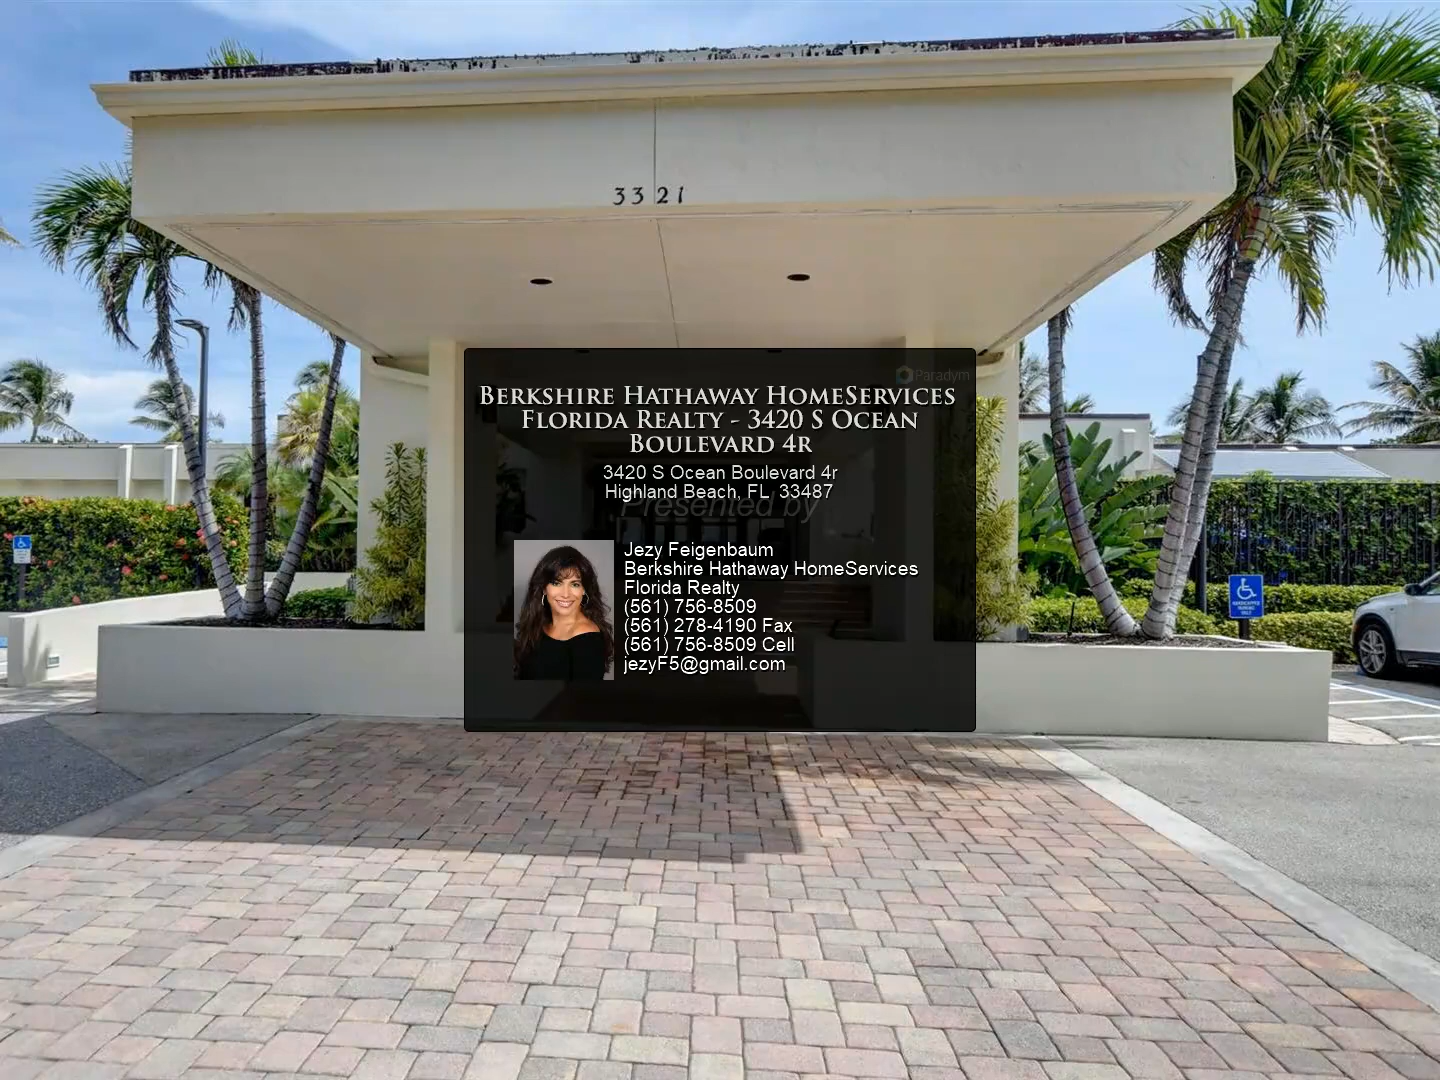 3321
Paradym
Berkshire Hathaway HomeServices
Florida Realty - 3420 S Ocean
Boulevard 4r
3420 S Ocean Boulevard 4r
Highland Beach, FL 33487
Presented by
Jezy Feigenbaum
Berkshire Hathaway HomeServices
Florida Realty
(561) 756-8509
(561) 278-4190 Fax
(561) 756-8509 Cell
jezyF5@gmail.com